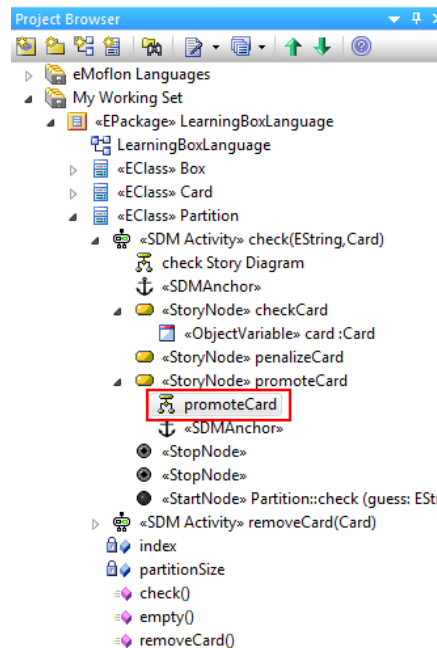 Project Browser
eMoflon Languages
My Working Set
«EPackage» LearningBoxLanguage
LearningBoxLanguage
«EClass» Box
«EClass» Card
«EClass» Partition
«SDM Activity» check(EString,Card)
check Story Diagram
«SDMAnchor»
«StoryNode» checkCard
«ObjectVariable» card :Card
«StoryNode» penalizeCard
«StoryNode» promoteCard
promoteCard
«SDMAnchor»
«StopNode»
«StopNode»
«StartNode» Partition::check (guess: EStr
«SDM Activity» removeCard(Card)
index
partitionSize
check()
empty()
removeCard()